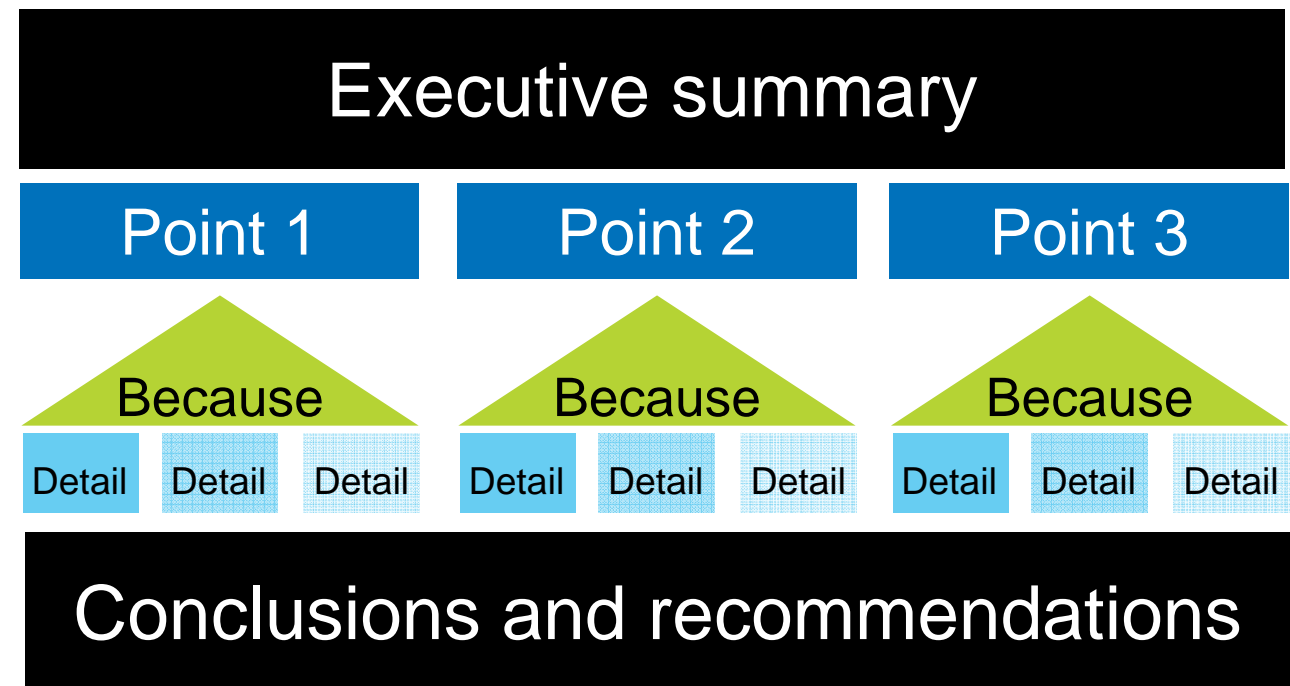 Executive summary
Point 1
Point 2
Point 3
Because
Because
Because
Detail
Detail
Detail
Detail
Detail
Detail
Detail
Detail
Detail
Conclusions and recommendations